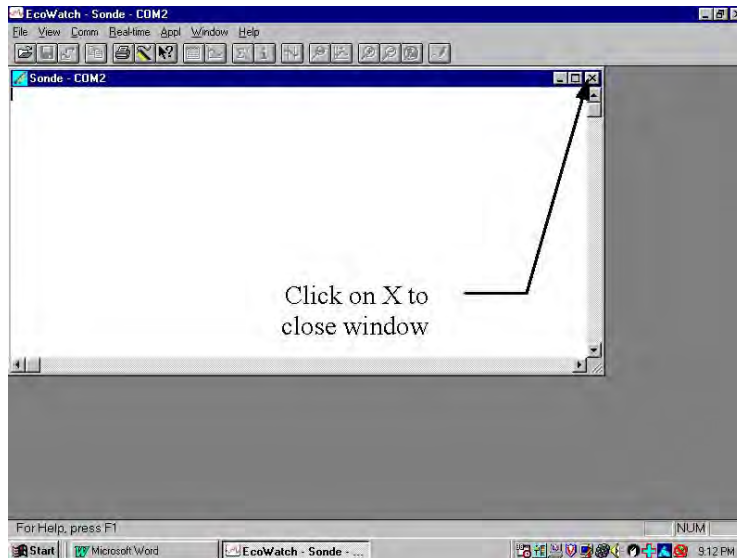 EcoWatch - Sonde - COM2
File View Comm Real-time Appl Window Help
Sonde - COM2
Click on X to
close window
For Help, press F1
NUM
Start
Microsoft Word
EcoWatch - Sonde - ...
9:12 PM